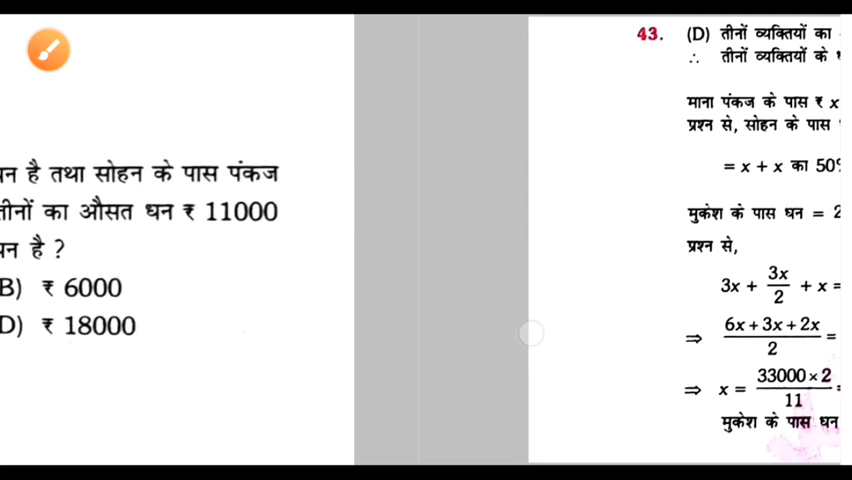 है तथा सोहन के पास पंकज
तीनों का औसत धन ₹ 11000
है ?
B) ₹ 6000
D) ₹ 18000
43. (D) तीनों व्यक्तियों का
∴ तीनों व्यक्तियों के
माना पंकज के पास ₹ x
प्रश्न से, सोहन के पास
= x + x का 50%
मुकेश के पास धन = 2
प्रश्न से,
3x + 3x/2 + x =
⇒ 6x + 3x + 2x / 2 =
⇒ x = 33000 × 2 / 11 =
मुकेश के पास धन